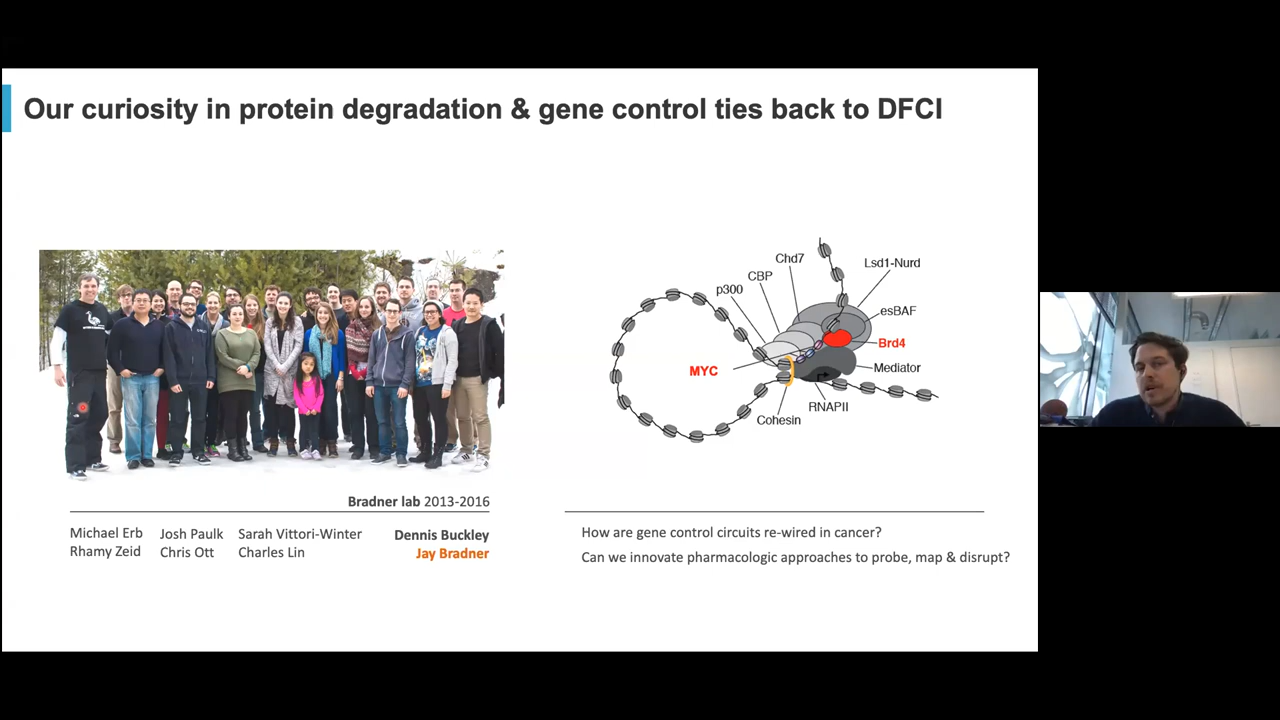 Our curiosity in protein degradation & gene control ties back to DFCI
Chd7
CBP
p300
Lsd1-Nurd
esBAF
Brd4
Mediator
MYC
RNAPII
Cohesin
Bradner lab 2013-2016
Michael Erb
Rhamy Zeid
Josh Paulk
Chris Ott
Sarah Vittori-Winter
Charles Lin
Dennis Buckley
Jay Bradner
How are gene control circuits re-wired in cancer?
Can we innovate pharmacologic approaches to probe, map & disrupt?